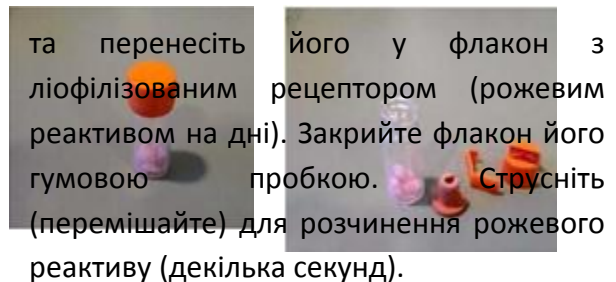 та перенесіть його у флакон з
ліофілізованим рецептором (рожевим
реактивом на дні). Закрийте флакон його
гумовою пробкою. Струсніть
(перемішайте) для розчинення рожевого
реактиву (декілька секунд).